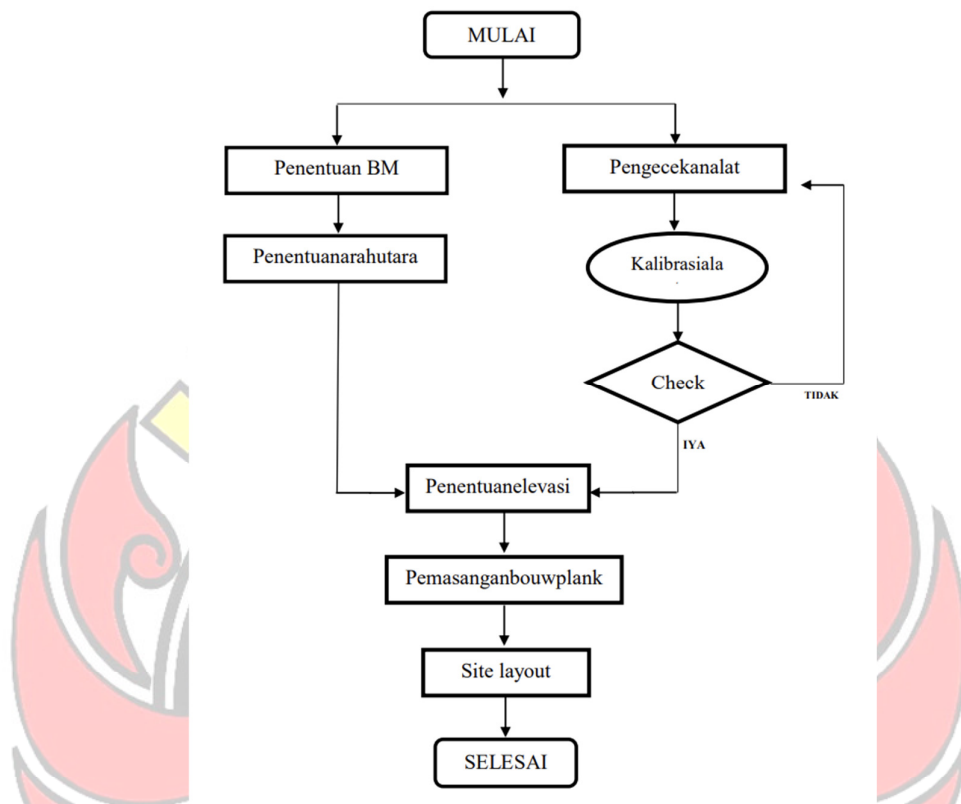 MULAI
Penentuan BM
Pengecekanalat
Penentuanarahutara
Kalibrasiala
Check
TIDAK
IYA
Penentuanelevasi
Pemasanganbouwplank
Site layout
SELESAI